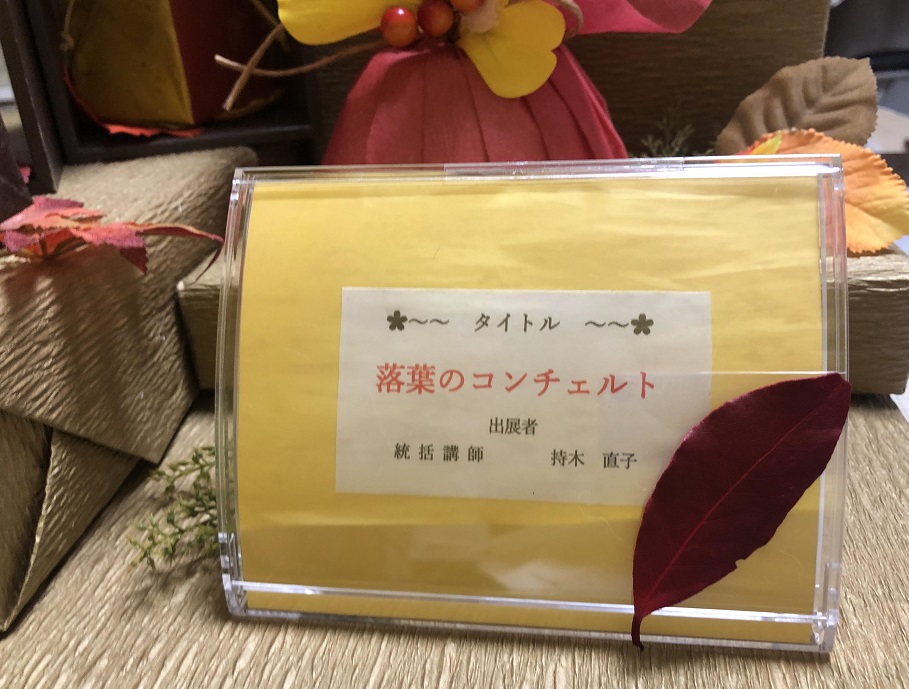 ✿~~ タイトル ~~✿
落葉のコンチェルト
出展者
統括講師 持木 直子